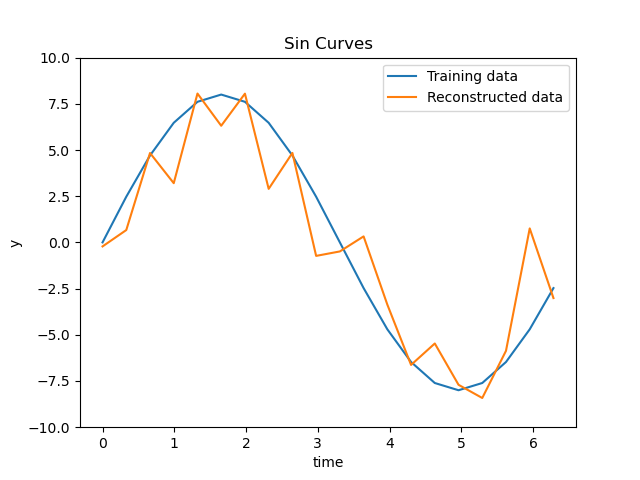 Sin Curves
Training data
Reconstructed data
10.0
7.5
5.0
2.5
0.0
−2.5
−5.0
−7.5
−10.0
y
0 1 2 3 4 5 6
time